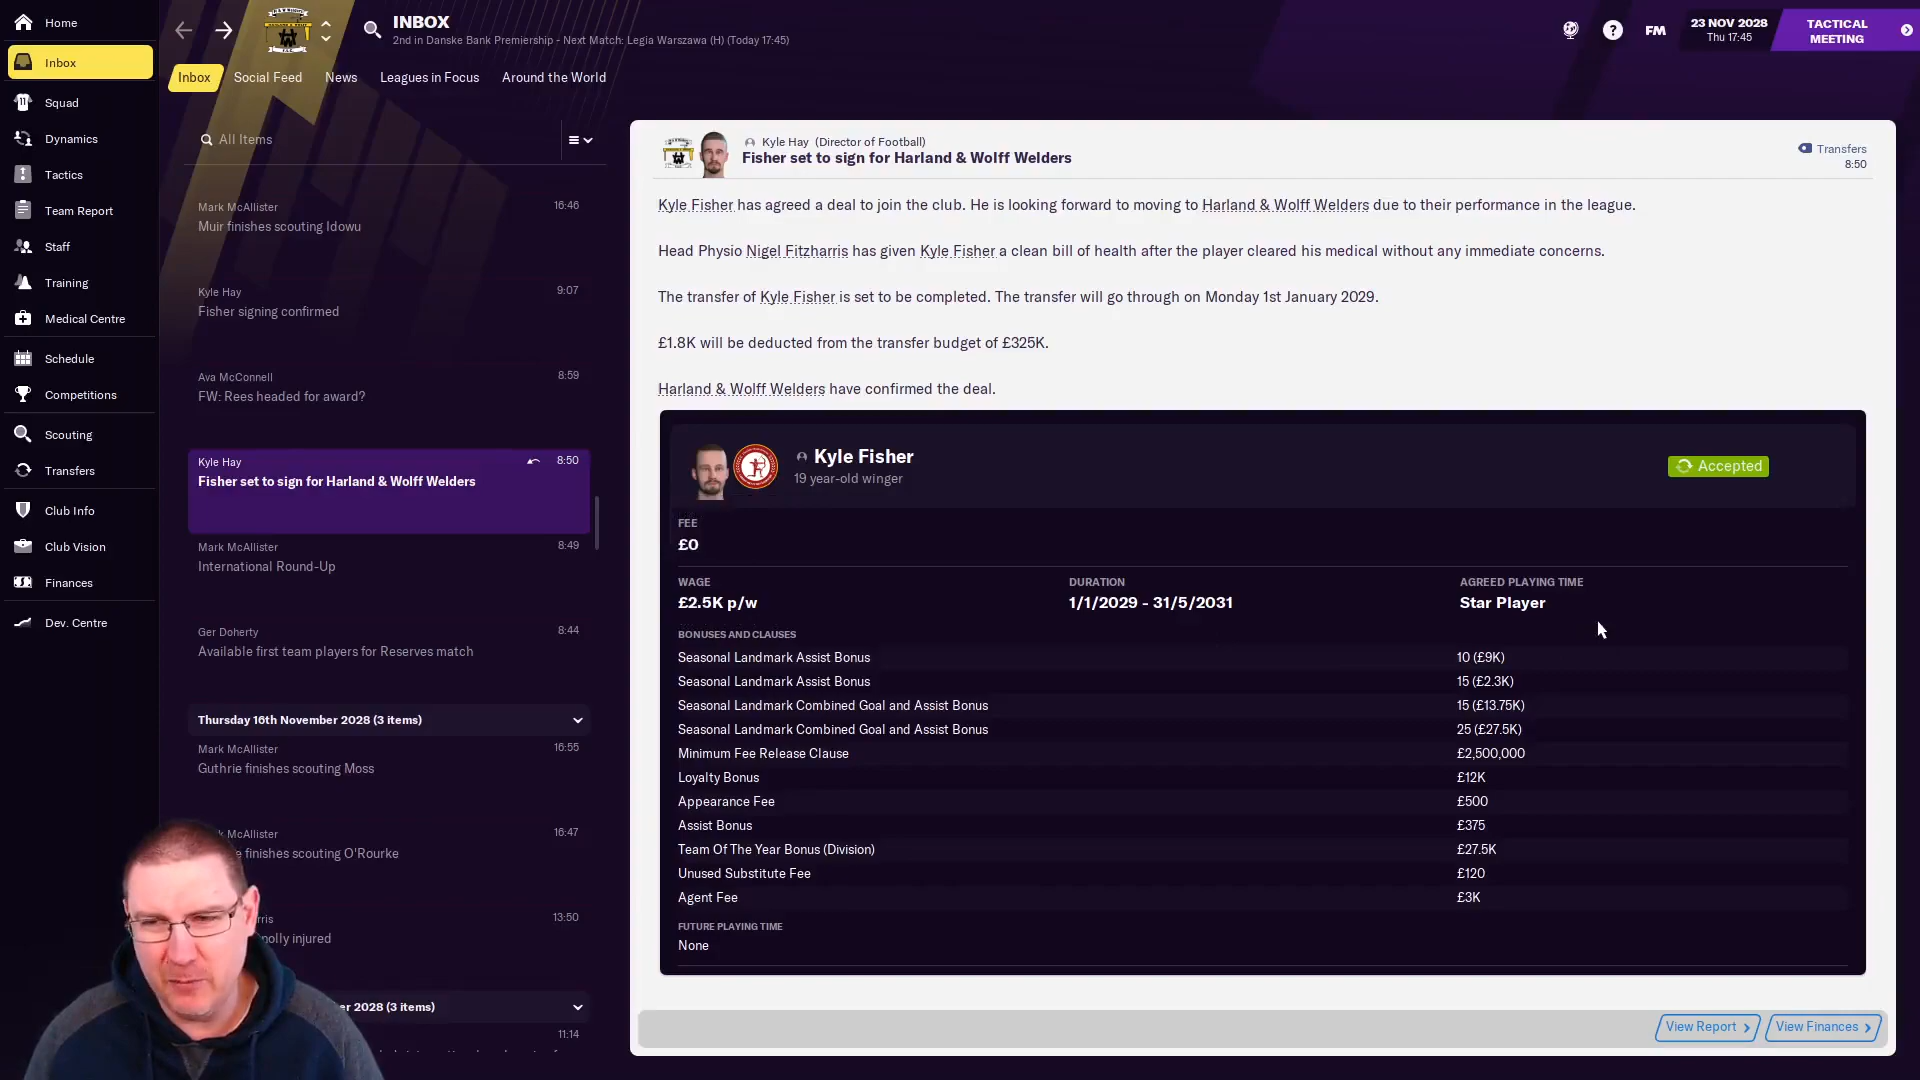 Home
Inbox
Squad
Dynamics
Tactics
Team Report
Staff
Training
Medical Centre
Schedule
Competitions
Scouting
Transfers
Club Info
Club Vision
Finances
Dev. Centre
INBOX
2nd in Danske Bank Premiership - Next Match: Legia Warszawa (H) (Today 17:45)
FM
23 NOV 2028
Thu 17:45
TACTICAL MEETING
Inbox Social Feed News Leagues in Focus Around the World
All Items
Mark McAllister 16:46
Muir finishes scouting Idowu
Kyle Hay 9:07
Fisher signing confirmed
Ava McConnell 8:59
FW: Rees headed for award?
Kyle Hay 8:50
Fisher set to sign for Harland & Wolff Welders
Mark McAllister 8:49
International Round-Up
Ger Doherty 8:44
Available first team players for Reserves match
Thursday 16th November 2028 (3 items)
Mark McAllister 16:55
Guthrie finishes scouting Moss
McAllister 16:47
finishes scouting O'Rourke
13:50
injured
2028 (3 items)
11:14
Kyle Hay (Director of Football)
Fisher set to sign for Harland & Wolff Welders
Transfers
8:50
Kyle Fisher has agreed a deal to join the club. He is looking forward to moving to Harland & Wolff Welders due to their performance in the league.
Head Physio Nigel Fitzharris has given Kyle Fisher a clean bill of health after the player cleared his medical without any immediate concerns.
The transfer of Kyle Fisher is set to be completed. The transfer will go through on Monday 1st January 2029.
£1.8K will be deducted from the transfer budget of £325K.
Harland & Wolff Welders have confirmed the deal.
Kyle Fisher
19 year-old winger
Accepted
FEE
£0
WAGE DURATION AGREED PLAYING TIME
£2.5K p/w 1/1/2029 - 31/5/2031 Star Player
BONUSES AND CLAUSES
Seasonal Landmark Assist Bonus 10 (£9K)
Seasonal Landmark Assist Bonus 15 (£2.3K)
Seasonal Landmark Combined Goal and Assist Bonus 15 (£13.75K)
Seasonal Landmark Combined Goal and Assist Bonus 25 (£27.5K)
Minimum Fee Release Clause £2,500,000
Loyalty Bonus £12K
Appearance Fee £500
Assist Bonus £375
Team Of The Year Bonus (Division) £27.5K
Unused Substitute Fee £120
Agent Fee £3K
FUTURE PLAYING TIME
None
View Report
View Finances